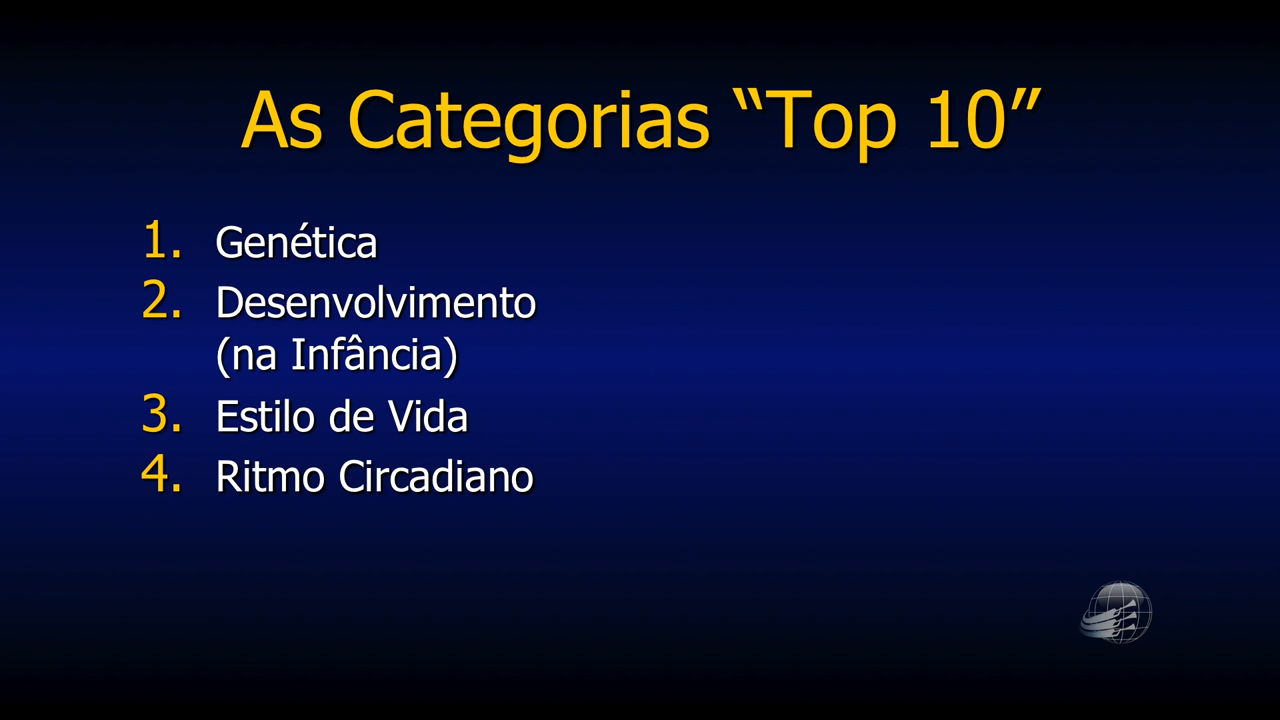 As Categorias “Top 10”
1. Genética
2. Desenvolvimento
(na Infância)
3. Estilo de Vida
4. Ritmo Circadiano